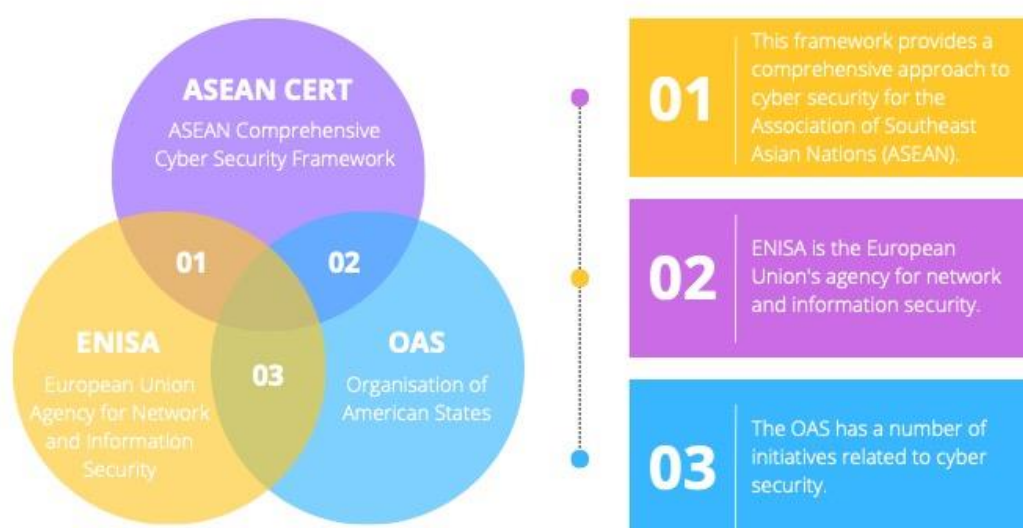 ASEAN CERT
ASEAN Comprehensive
Cyber Security Framework
01
02
ENISA
European Union
Agency for Network
and Information
Security
OAS
Organisation of
American States
03
01
This framework provides a
comprehensive approach to
cyber security for the
Association of Southeast
Asian Nations (ASEAN).
02
ENISA is the European
Union's agency for network
and information security.
03
The OAS has a number of
initiatives related to cyber
security.